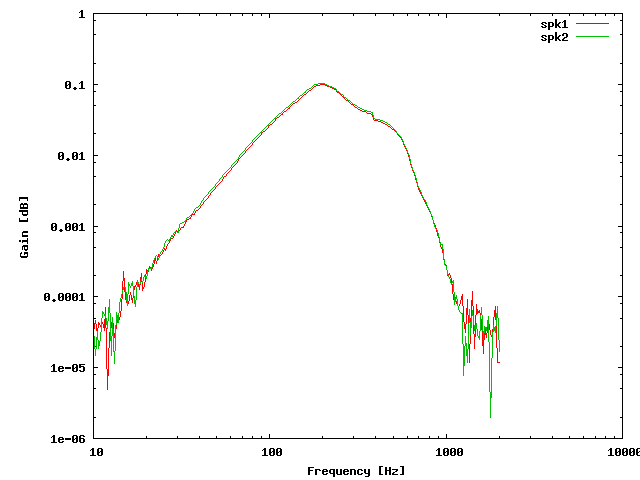 1
spk1
spk2
0.1
0.01
Gain [dB]
0.001
0.0001
1e-05
1e-06
10 100 1000 10000
Frequency [Hz]